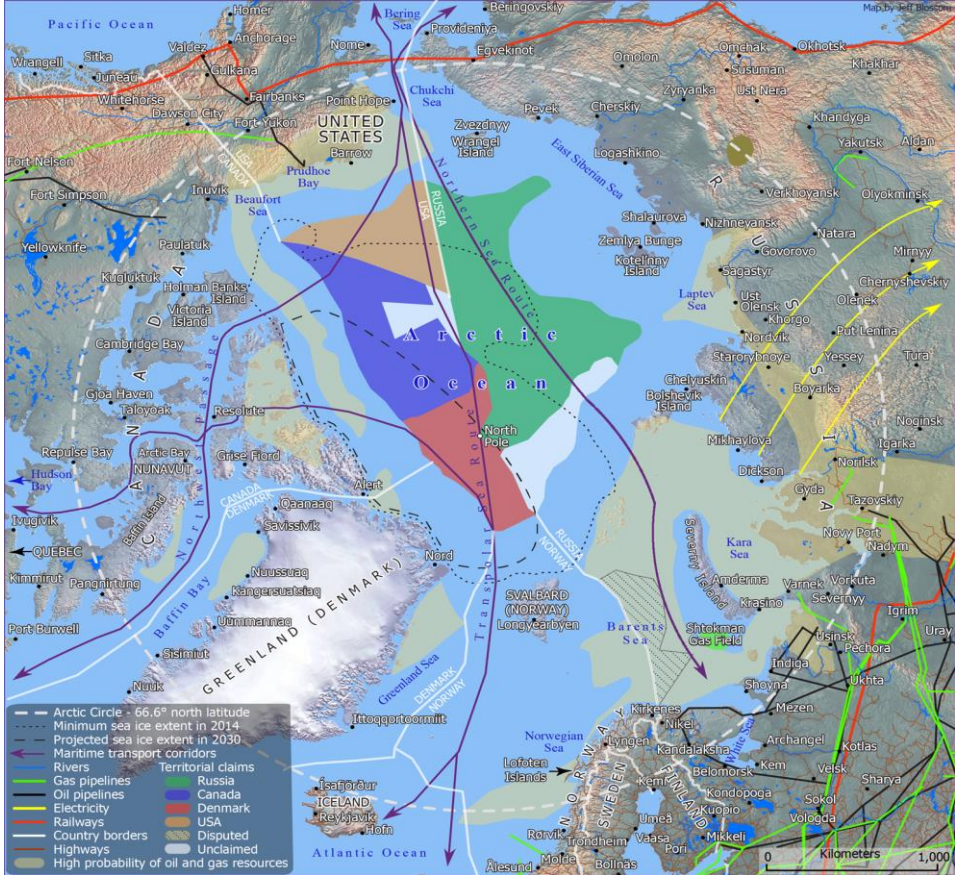 Pacific Ocean
Homer
Anchorage
Bering
Sea
Provideniya
Beringovskiy
Map by Jeff Blossom
Sitka
Valdez
Nome
Egvekinot
Omolon
Omchak
Okhotsk
Wrangell
Juneau
Gulkana
Susuman
Khakhar
Whitehorse
Fairbanks
Chukchi
Sea
Zyryanka
Ust Nera
Dawson City
Fort Yukon
Point Hope
Pevek
Cherskiy
Khandyga
UNITED
STATES
Zvezdnyy
Wrangel
Island
Yakutsk
Aldan
Fort Nelson
USA
CANADA
Barrow
Logashkino
East Siberian Sea
Prudhoe
Bay
Fort Simpson
Inuvik
Beaufort
Sea
RUSSIA
USA
Northern Sea Route
Verkhoyansk
Olyokminsk
RUSSIA
Shalaurova
Nizhneyansk
Zemlya Bunge
Natara
Yellowknife
Paulatuk
Kotel'nny
Island
Govorovo
Mirnyy
Kugluktuk
Sagastyr
Chernyshevskiy
Holman
Banks
Island
Victoria
Island
Laptev
Sea
Ust
Olensk
Olenek
CANADA
Khorgo
Cambridge Bay
Arctic
Ocean
Nordvik
Put Lenina
Starorybnoye
Yessey
Tura
Gjoa Haven
Chelyuskin
Boyarka
Taloyoak
Resolute
Bolshevik
Island
Noginsk
Northwest passage
North
Pole
Mikhaylova
Igarka
Repulse Bay
Arctic Bay
Grise Fiord
NUNAVUT
Dickson
Norilsk
Hudson
Bay
Alert
Gyda
CANADA
DENMARK
Transpolar Sea Route
Tazovskiy
Ivugivik
Baffin Island
Qaanaaq
Savissivik
RUSSIA
NORWAY
Severnyy Island
Novy Port
QUEBEC
Kara
Sea
Nadym
Kimmirut
Pangnirtung
Nuussuaq
Nord
Amderma
Varnek
Vorkuta
Kangersuatsiaq
SVALBARD
(NORWAY)
Longyearbyen
Krasino
Severnyy
Igrim
Port Burwell
Baffin Bay
Uummannaq
Barents
Sea
Shtokman
Gas Field
Usinsk
Uray
GREENLAND (DENMARK)
Pechora
Sisimiut
Greenland Sea
Indiga
DENMARK
NORWAY
Shovna
Ukhta
Nuuk
Ittoqqortoormiit
Kirkenes
Nikel
Mezen
Norwegian
Sea
Lyngen
Kandalaksha
White Sea
Archangel
Kotlas
Lofoten
Islands
NORWAY
SWEDEN
FINLAND
Kemi
Belomorsk
Kem
Velsk
Sharya
Ísafjörður
ICELAND
Reykjavik
Hofn
Kondopoga
Sokol
Umeå
Kuopio
Vologda
Rørvik
Trondheim
Vaasa
Pori
Mikkeli
Atlantic Ocean
Ålesund
Molde
Bollnäs
Arctic Circle - 66.6° north latitude
Minimum sea ice extent in 2014
Projected sea ice extent in 2030
Maritime transport corridors
Rivers
Territorial claims
Gas pipelines
Russia
Oil pipelines
Canada
Electricity
Denmark
Railways
USA
Country borders
Disputed
Highways
Unclaimed
High probability of oil and gas resources
Kilometers
0
1,000